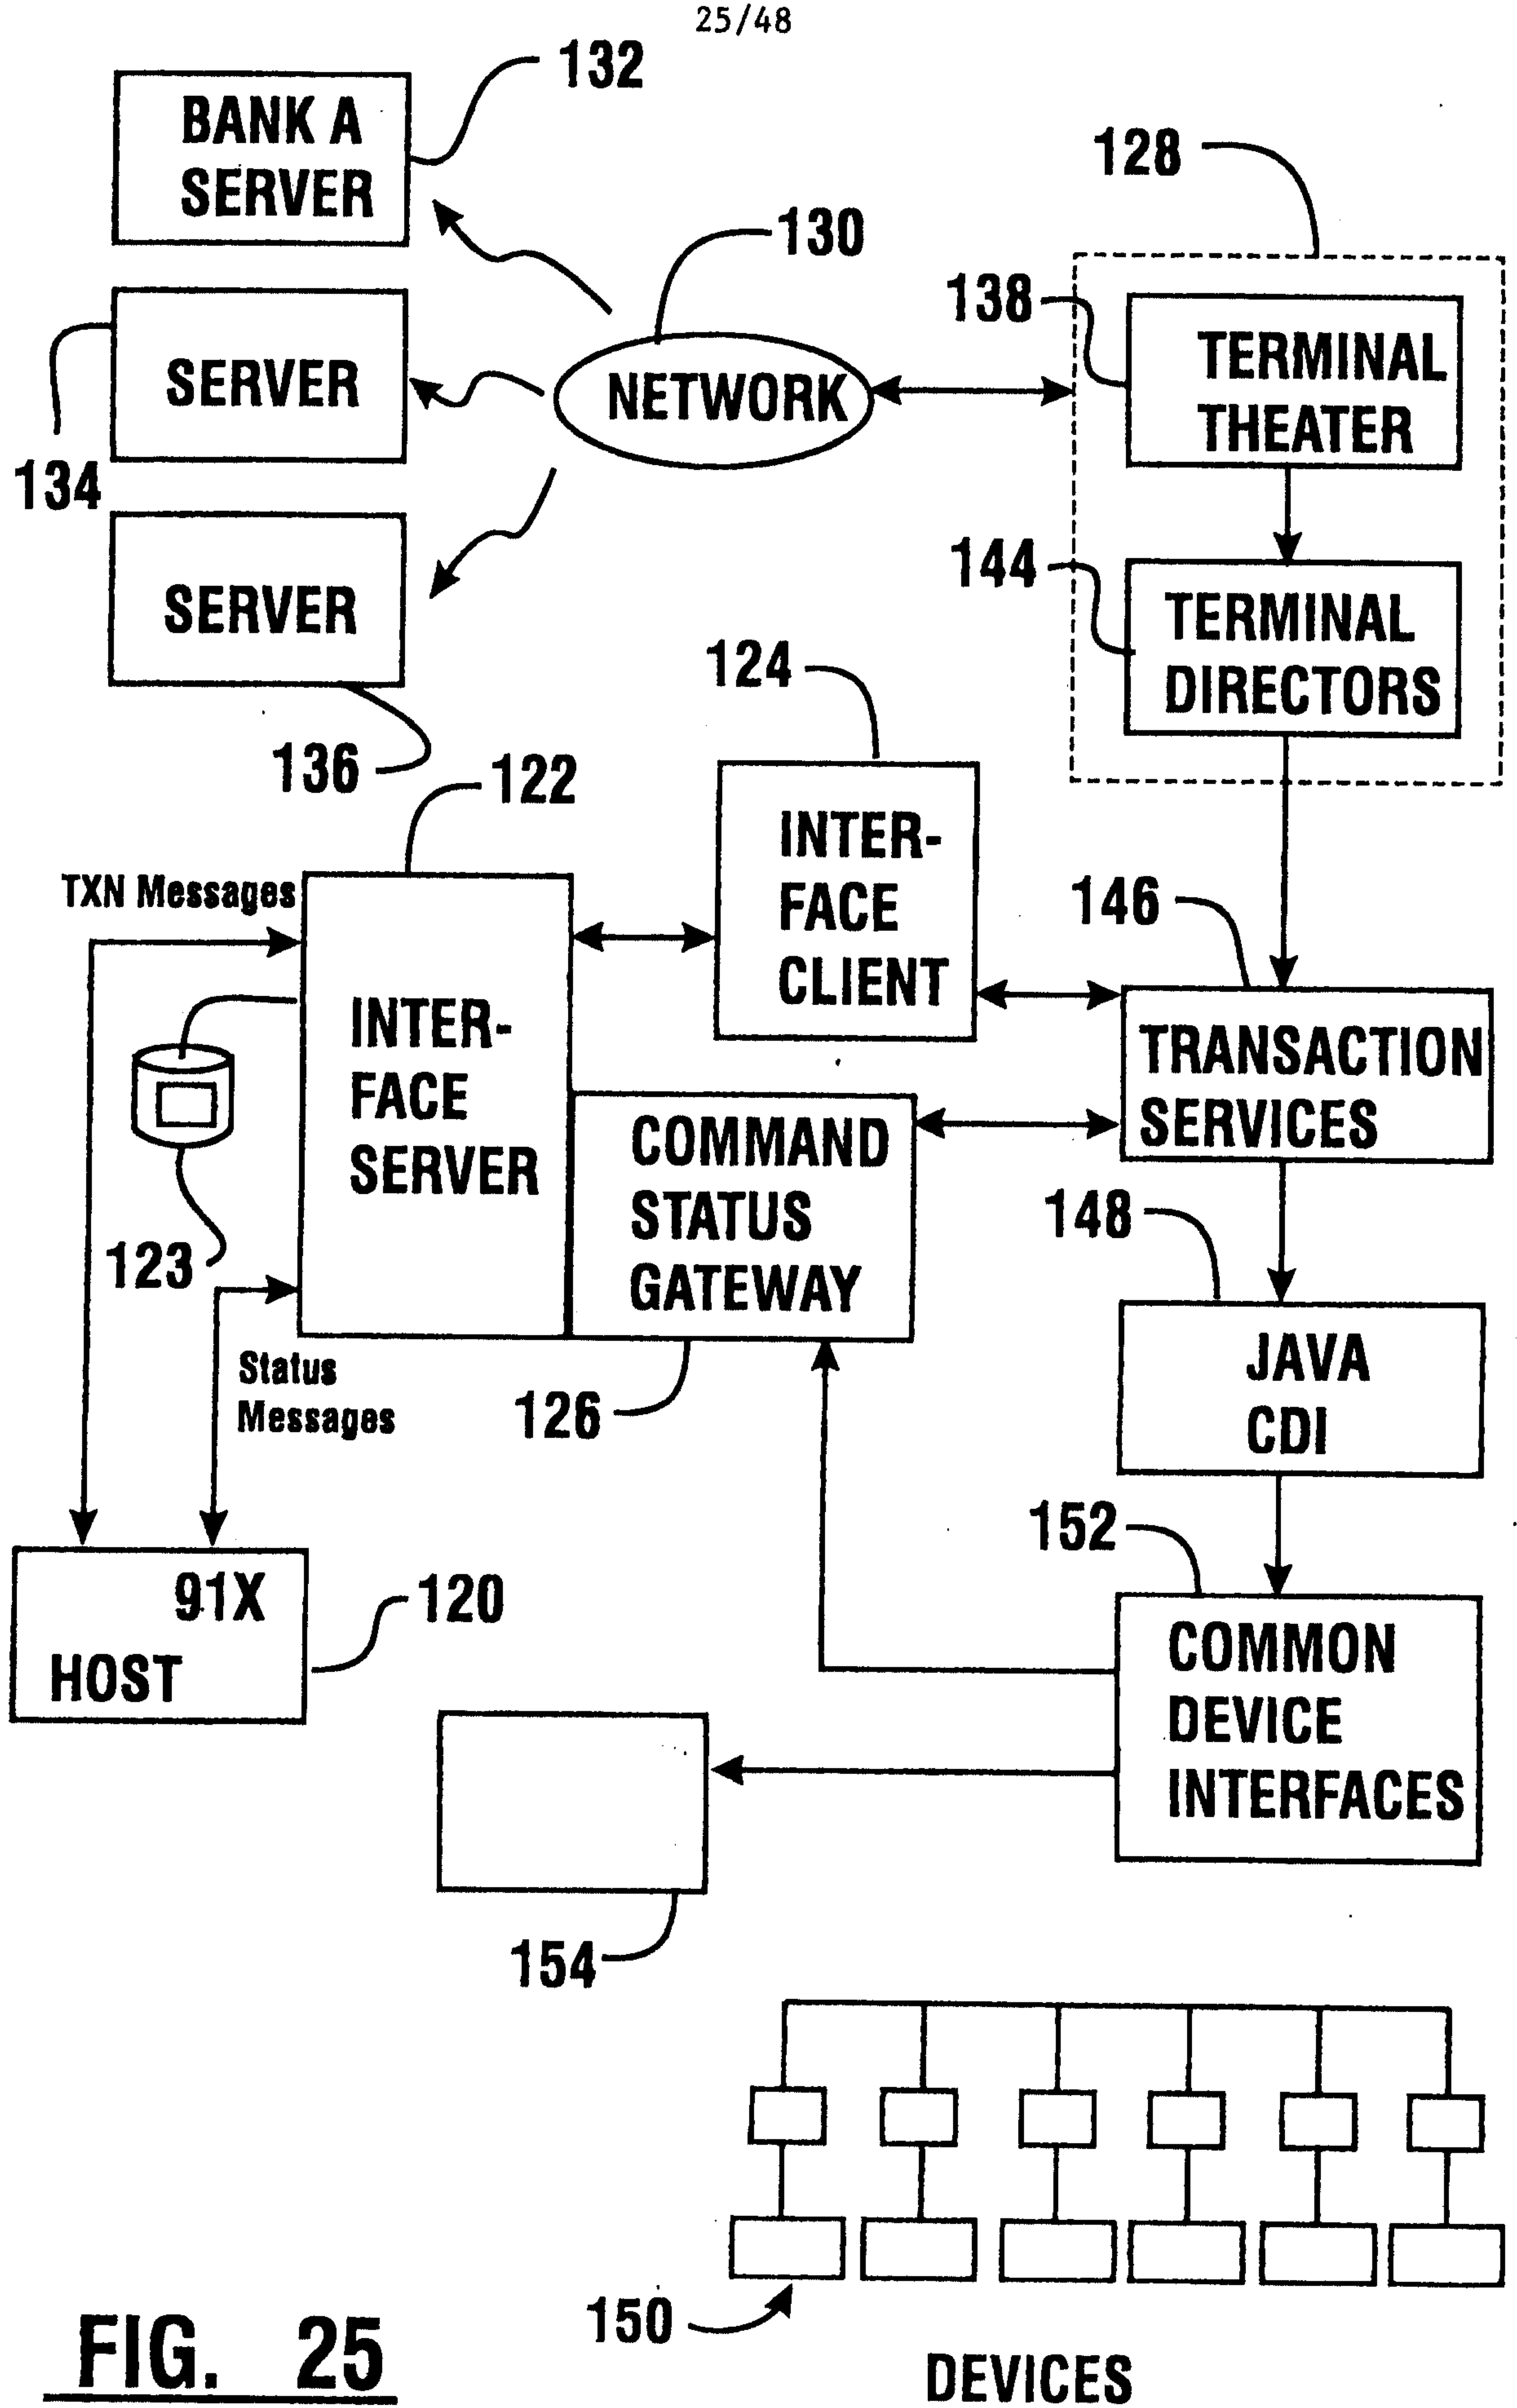 25/48
132
BANK A
SERVER
128
130
138
TERMINAL
THEATER
SERVER
NETWORK
134
144
TERMINAL
DIRECTORS
SERVER
124
136
122
INTER-
FACE
CLIENT
TXN Messages
146
INTER-
FACE
SERVER
TRANSACTION
SERVICES
COMMAND
STATUS
GATEWAY
123
148
Status
Messages
126
JAVA
CDI
152
91X
HOST
120
COMMON
DEVICE
INTERFACES
154
150
DEVICES
FIG. 25